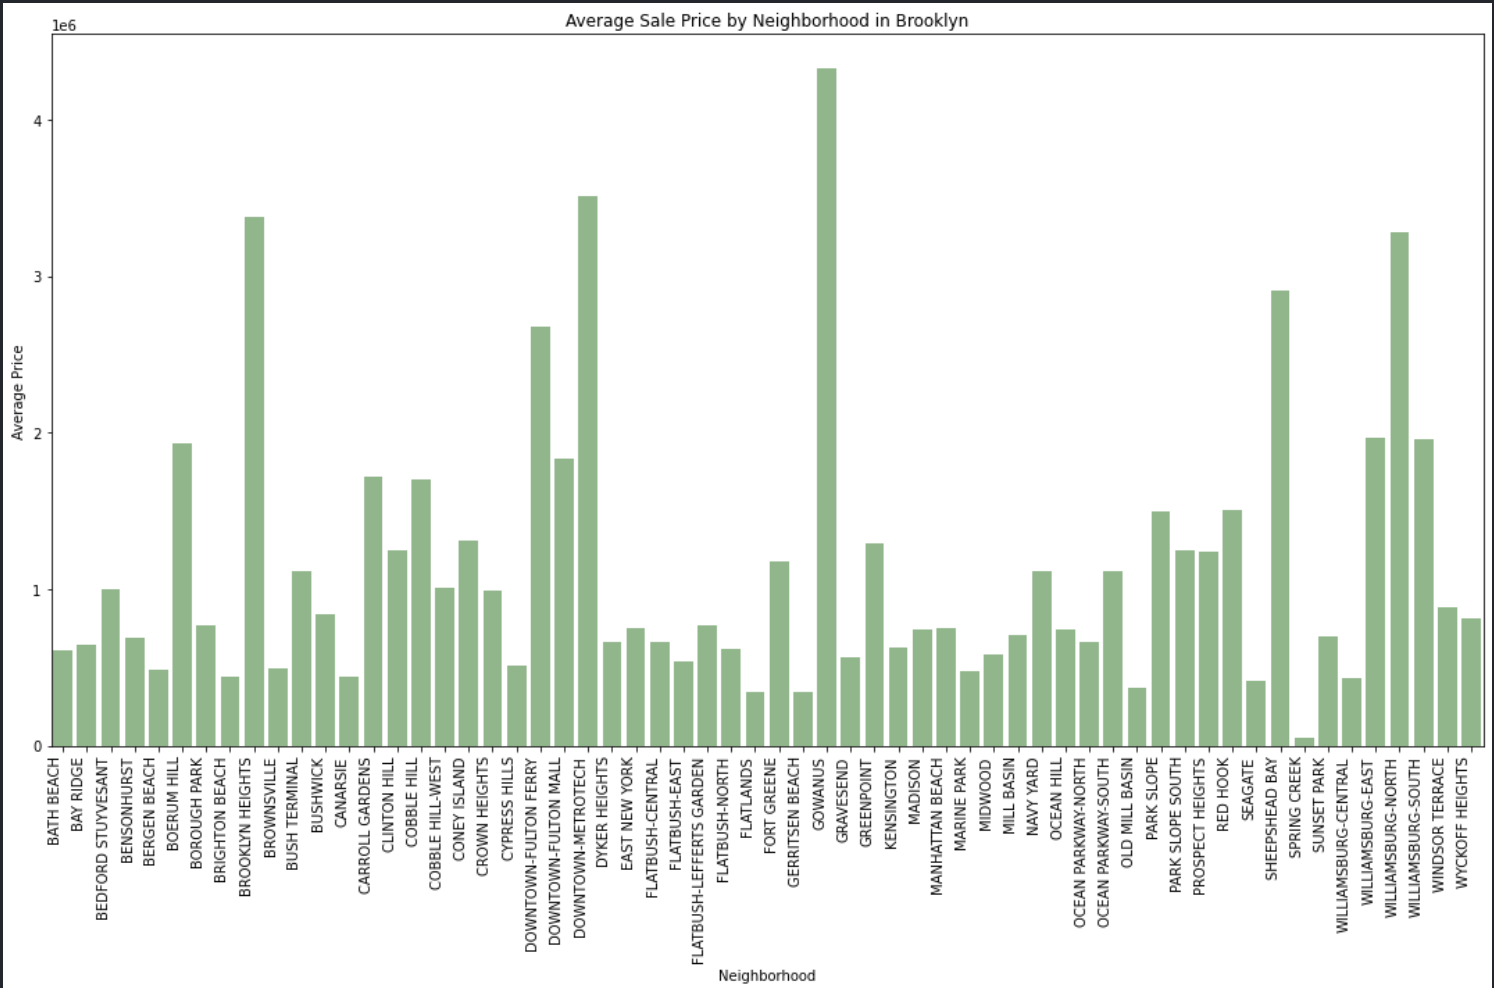 Average Sale Price by Neighborhood in Brooklyn
1e6
4
3
2
1
0
Average Price
BATH BEACH
BAY RIDGE
BEDFORD STUYVESANT
BENSONHURST
BERGEN BEACH
BOERUM HILL
BOROUGH PARK
BRIGHTON BEACH
BROOKLYN HEIGHTS
BROWNSVILLE
BUSH TERMINAL
BUSHWICK
CANARSIE
CARROLL GARDENS
CLINTON HILL
COBBLE HILL
COBBLE HILL-WEST
CONEY ISLAND
CROWN HEIGHTS
CYPRESS HILLS
DOWNTOWN-FULTON FERRY
DOWNTOWN-FULTON MALL
DOWNTOWN-METROTECH
DYKER HEIGHTS
EAST NEW YORK
FLATBUSH-CENTRAL
FLATBUSH-EAST
FLATBUSH-LEFFERTS GARDEN
FLATBUSH-NORTH
FLATLANDS
FORT GREENE
GERRITSEN BEACH
GOWANUS
GRAVESEND
GREENPOINT
KENSINGTON
MADISON
MANHATTAN BEACH
MARINE PARK
MIDWOOD
MILL BASIN
NAVY YARD
OCEAN HILL
OCEAN PARKWAY-NORTH
OCEAN PARKWAY-SOUTH
OLD MILL BASIN
PARK SLOPE
PARK SLOPE SOUTH
PROSPECT HEIGHTS
RED HOOK
SEAGATE
SHEEPSHEAD BAY
SPRING CREEK
SUNSET PARK
WILLIAMSBURG-CENTRAL
WILLIAMSBURG-EAST
WILLIAMSBURG-NORTH
WILLIAMSBURG-SOUTH
WINDSOR TERRACE
WYCKOFF HEIGHTS
Neighborhood